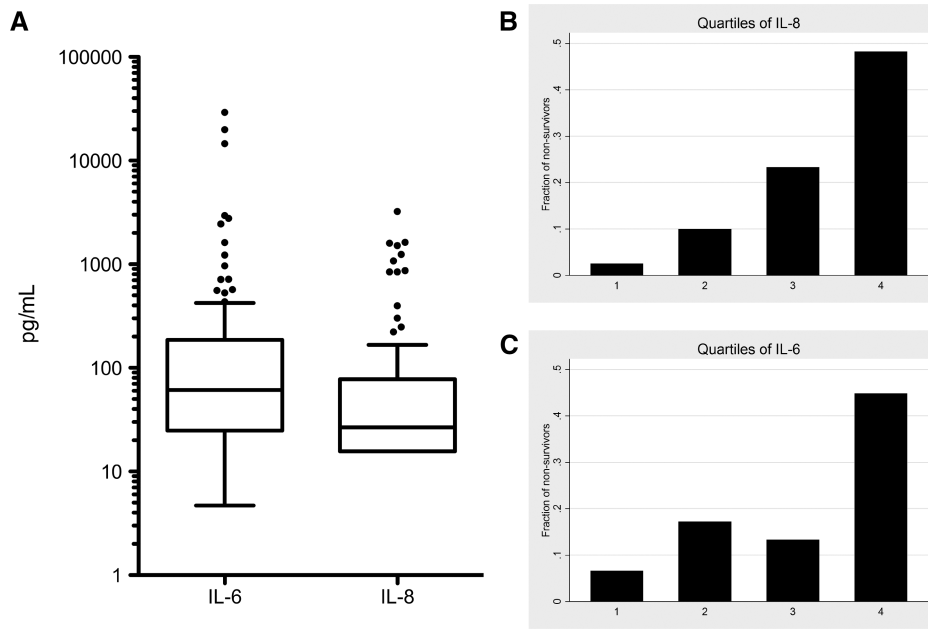 A
100000
10000
1000
100
10
1
pg/mL
IL-6
IL-8
B
Quartiles of IL-8
Fraction of non-survivors
.5
.4
.3
.2
.1
0
1 2 3 4
C
Quartiles of IL-6
Fraction of non-survivors
.5
.4
.3
.2
.1
0
1 2 3 4